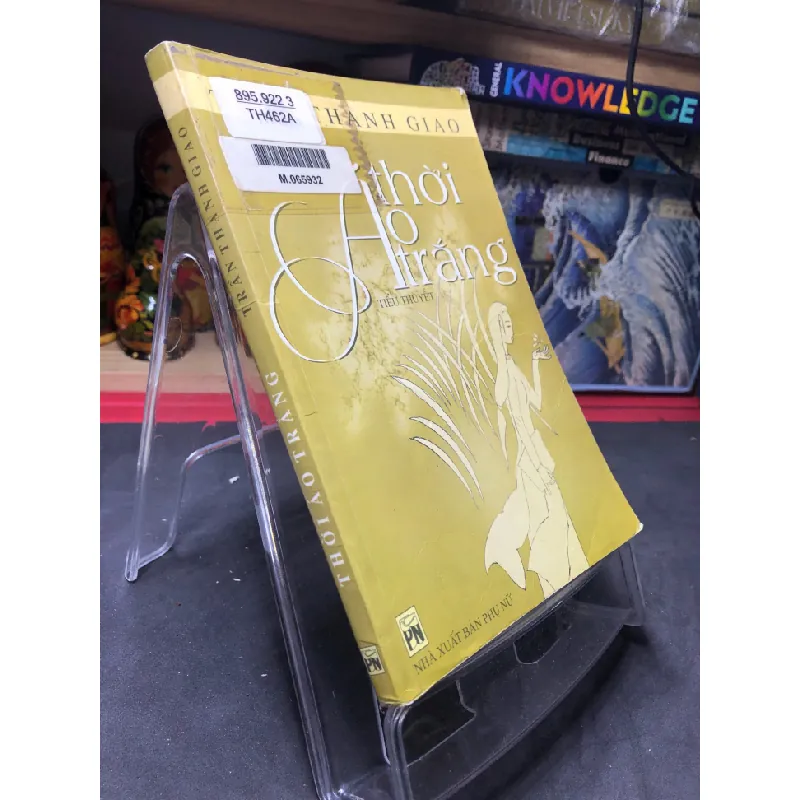 895.922 3
TH462A
M.065932
THANH GIAO
thời
Áo
trắng
TIỂU THUYẾT
PN
NHÀ XUẤT BẢN PHỤ NỮ
TRẦN THANH GIAO
THỜI ÁO TRẮNG
PN
GENERAL KNOWLEDGE
Finance